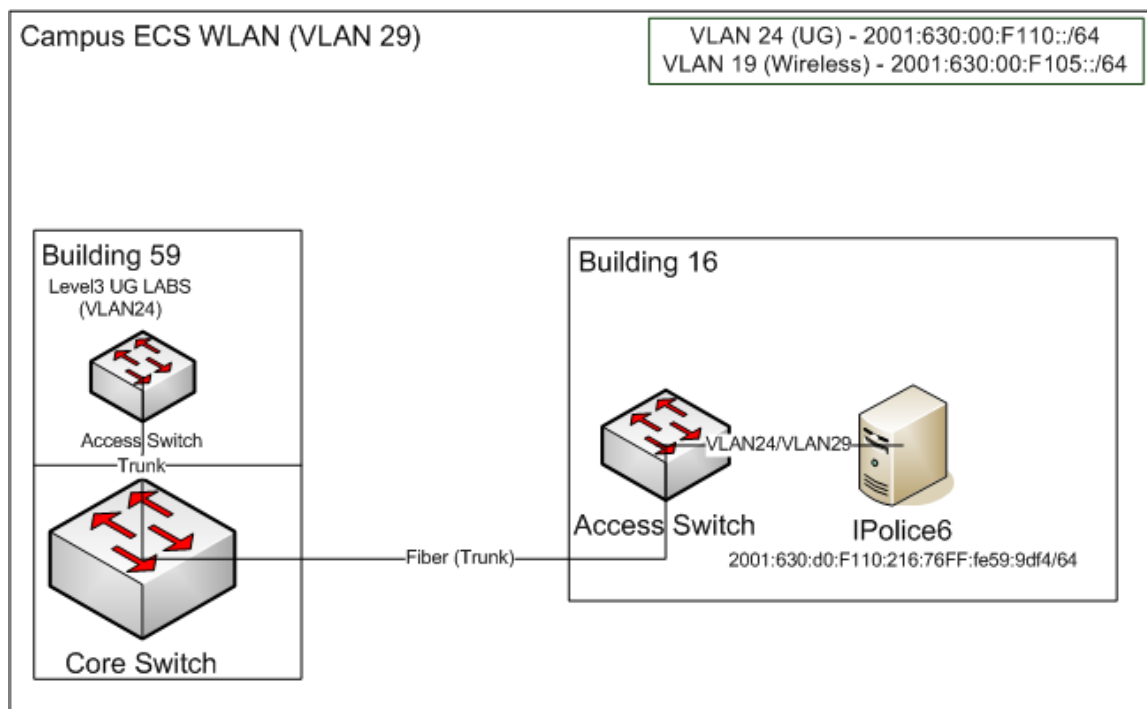 Campus ECS WLAN (VLAN 29)
VLAN 24 (UG) - 2001:630:00:F110::/64
VLAN 19 (Wireless) - 2001:630:00:F105::/64
Building 59
Level3 UG LABS
(VLAN24)
Access Switch
Trunk
Core Switch
Fiber (Trunk)
Building 16
VLAN24/VLAN29
Access Switch
IPolice6
2001:630:d0:F110:216:76FF:fe59:9df4/64